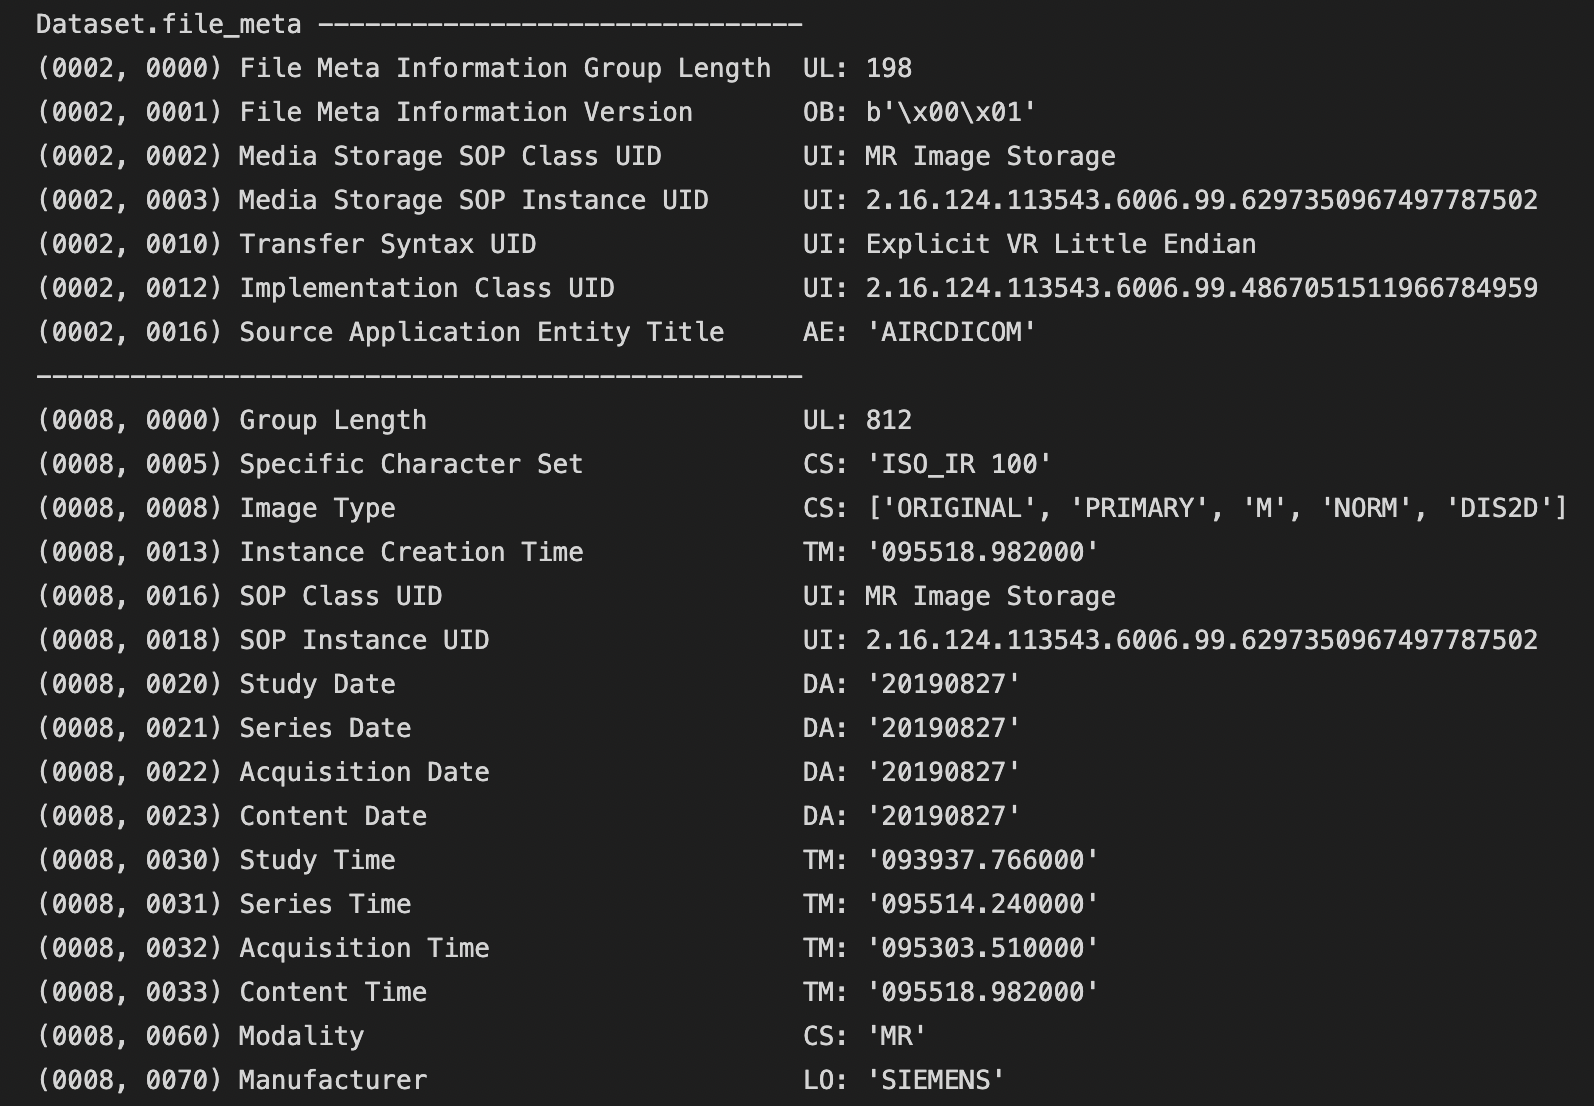 Dataset.file_meta -------------------------------
(0002, 0000) File Meta Information Group Length  UL: 198
(0002, 0001) File Meta Information Version       OB: b'\x00\x01'
(0002, 0002) Media Storage SOP Class UID         UI: MR Image Storage
(0002, 0003) Media Storage SOP Instance UID      UI: 2.16.124.113543.6006.99.6297350967497787502
(0002, 0010) Transfer Syntax UID                 UI: Explicit VR Little Endian
(0002, 0012) Implementation Class UID            UI: 2.16.124.113543.6006.99.4867051511966784959
(0002, 0016) Source Application Entity Title     AE: 'AIRCDICOM'
-------------------------------------------------
(0008, 0000) Group Length                        UL: 812
(0008, 0005) Specific Character Set              CS: 'ISO_IR 100'
(0008, 0008) Image Type                          CS: ['ORIGINAL', 'PRIMARY', 'M', 'NORM', 'DIS2D']
(0008, 0013) Instance Creation Time              TM: '095518.982000'
(0008, 0016) SOP Class UID                       UI: MR Image Storage
(0008, 0018) SOP Instance UID                    UI: 2.16.124.113543.6006.99.6297350967497787502
(0008, 0020) Study Date                          DA: '20190827'
(0008, 0021) Series Date                         DA: '20190827'
(0008, 0022) Acquisition Date                    DA: '20190827'
(0008, 0023) Content Date                        DA: '20190827'
(0008, 0030) Study Time                          TM: '093937.766000'
(0008, 0031) Series Time                         TM: '095514.240000'
(0008, 0032) Acquisition Time                    TM: '095303.510000'
(0008, 0033) Content Time                        TM: '095518.982000'
(0008, 0060) Modality                            CS: 'MR'
(0008, 0070) Manufacturer                        LO: 'SIEMENS'